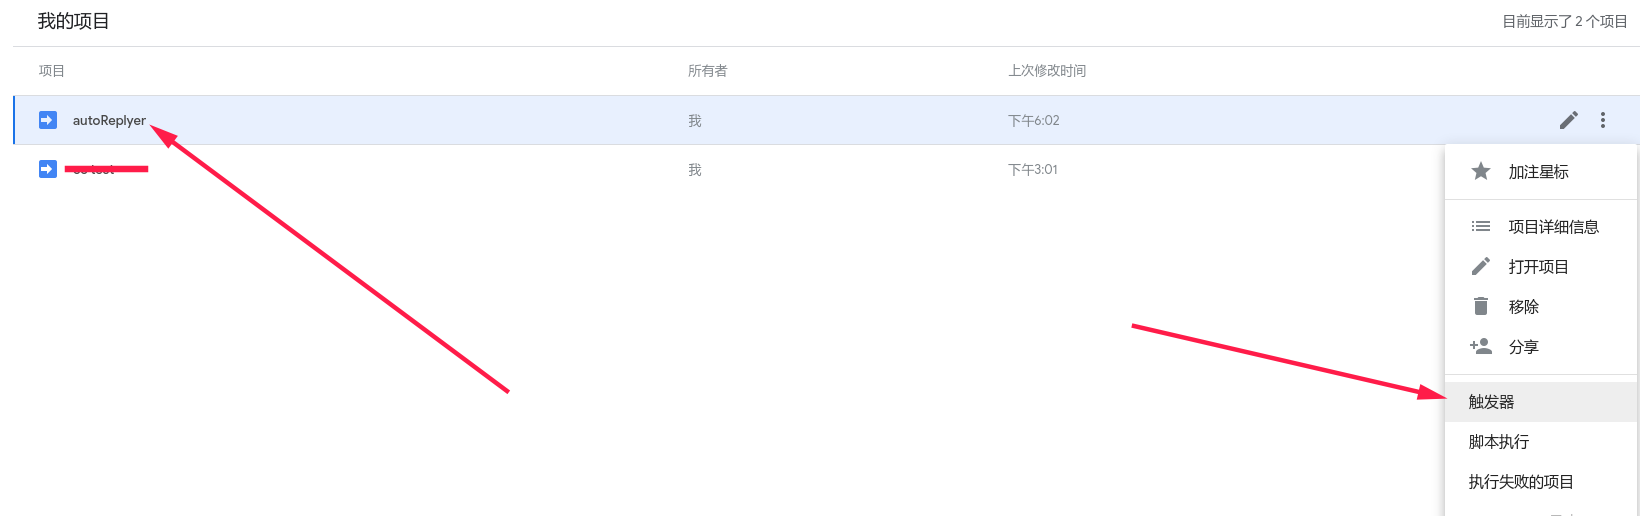 我的项目
目前显示了 2 个项目
项目 所有者 上次修改时间
autoReplyer 我 下午6:02
我 下午3:01
加注星标
项目详细信息
打开项目
移除
分享
触发器
脚本执行
执行失败的项目